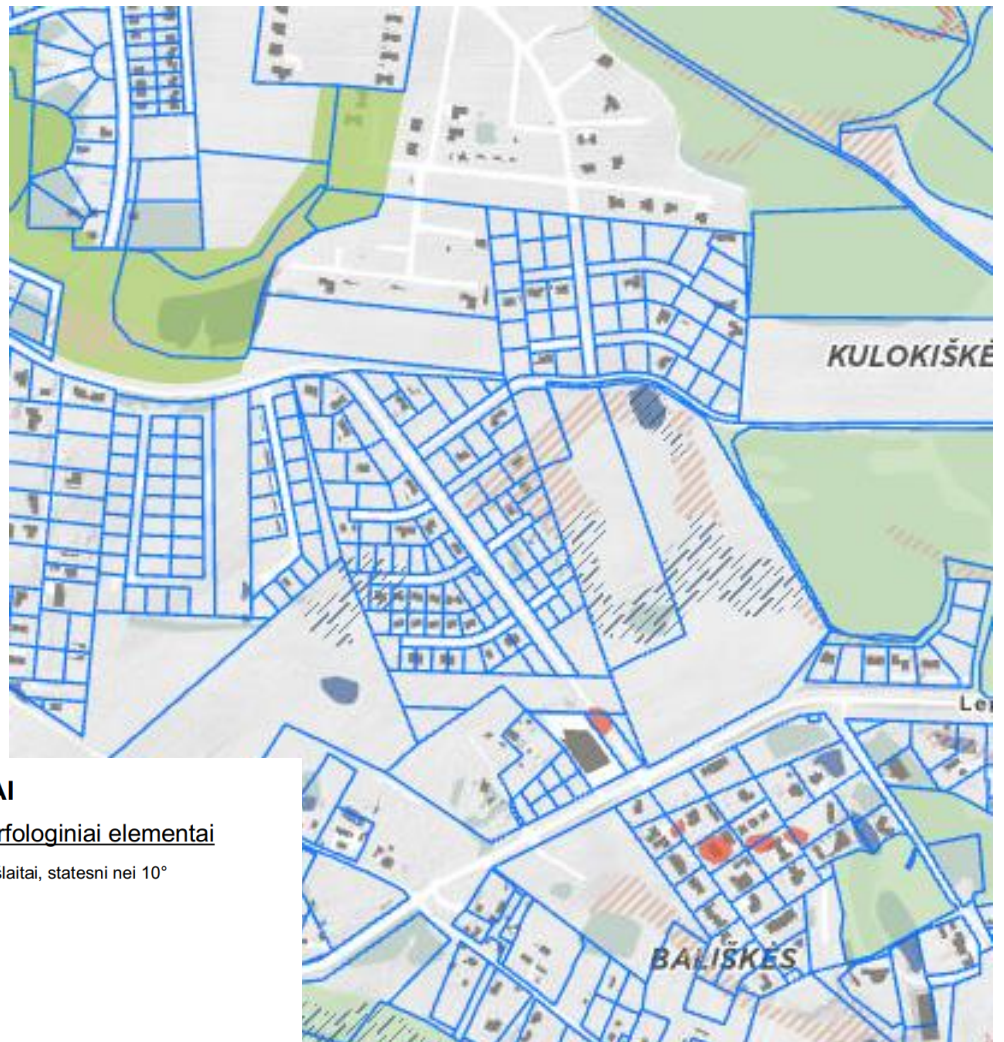 KULOKIŠKĖ
Le
AI
rfologiniai elementai
šlaitai, statesni nei 10°
BALIŠKĖS